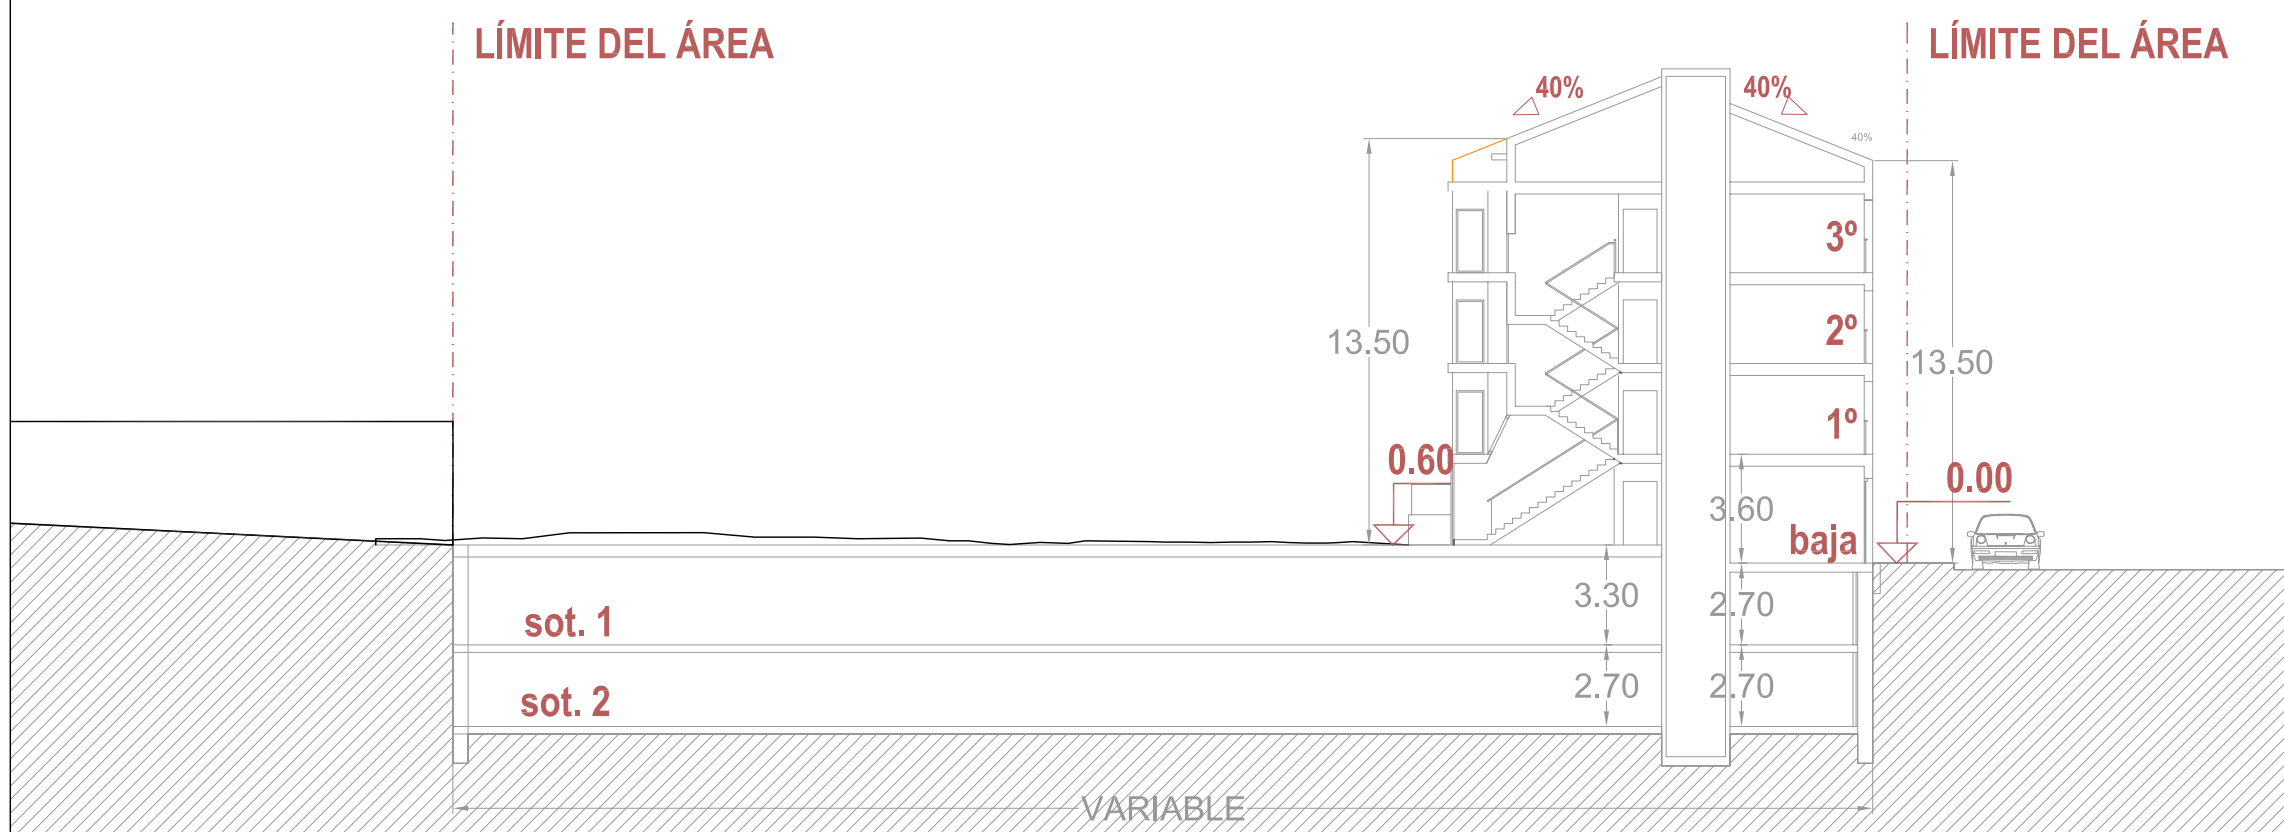 LÍMITE DEL ÁREA
LÍMITE DEL ÁREA
40%
40%
40%
3º
13.50
2º
13.50
1º
0.60
0.00
3.60
baja
3.30
2.70
sot. 1
2.70
2.70
sot. 2
VARIABLE